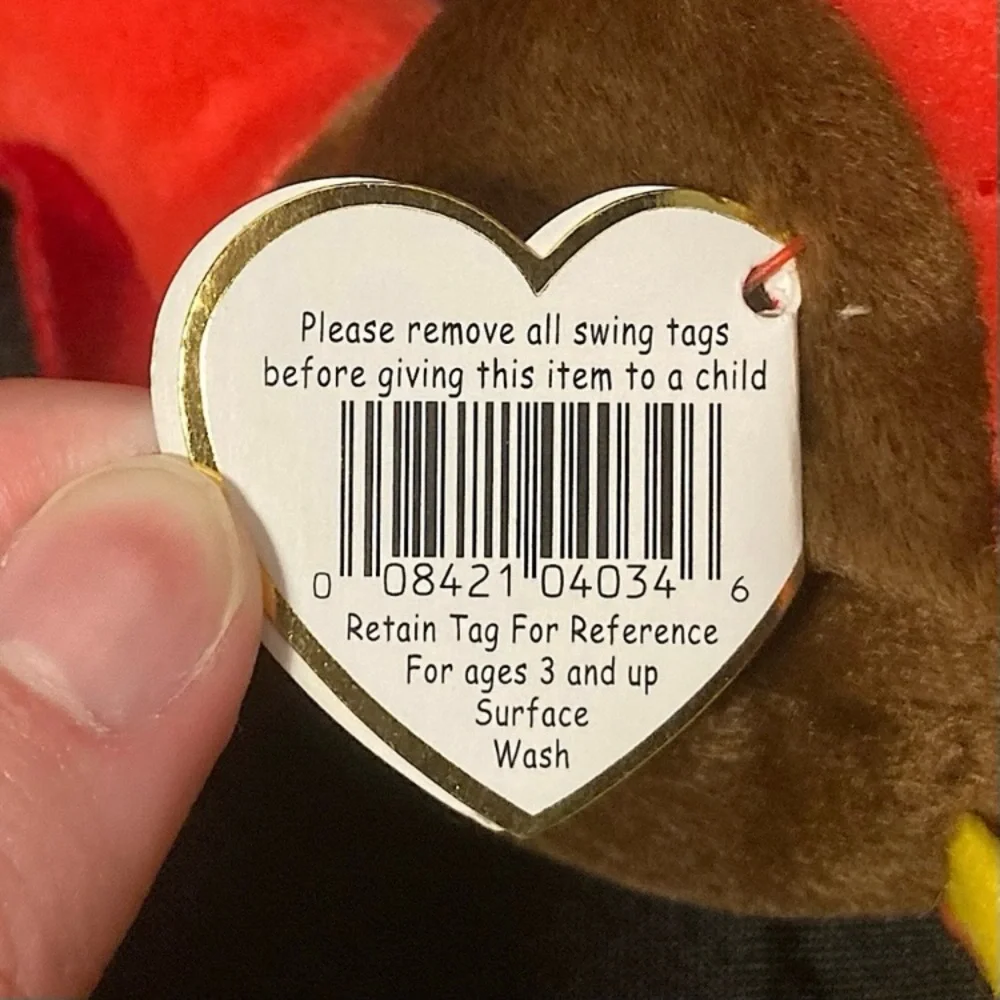 Please remove all swing tags
before giving this item to a child
0 08421 04034 6
Retain Tag For Reference
For ages 3 and up
Surface
Wash